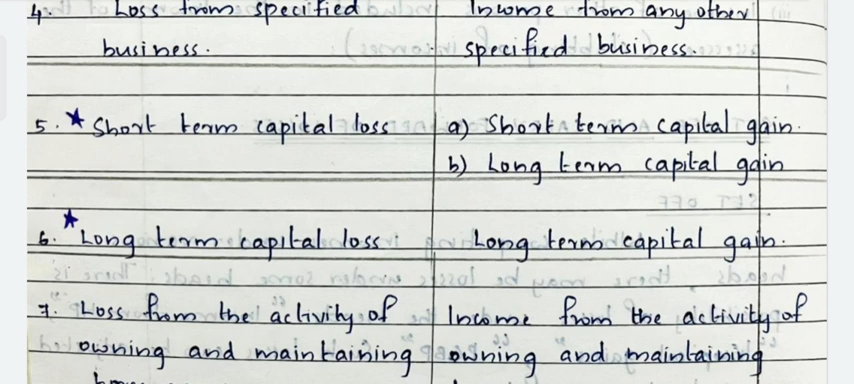 4. Loss from specified Income from any other
business. specified business.
5. ★ Short term capital loss a) Short term capital gain.
b) Long term capital gain
6. ★ Long term capital loss Long term capital gain.
7. Loss from the activity of Income from the activity of
owning and maintaining owning and maintaining